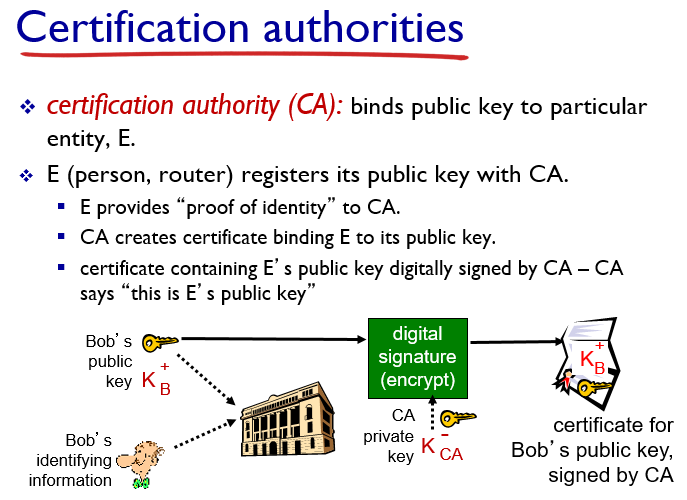 Certification authorities
❖ certification authority (CA): binds public key to particular
entity, E.
❖ E (person, router) registers its public key with CA.
▪ E provides “proof of identity” to CA.
▪ CA creates certificate binding E to its public key.
▪ certificate containing E’s public key digitally signed by CA – CA
says “this is E’s public key”
Bob’s
public
key K B +
digital
signature
(encrypt)
K B +
CA
private
key K CA -
certificate for
Bob’s public key,
signed by CA
Bob’s
identifying
information